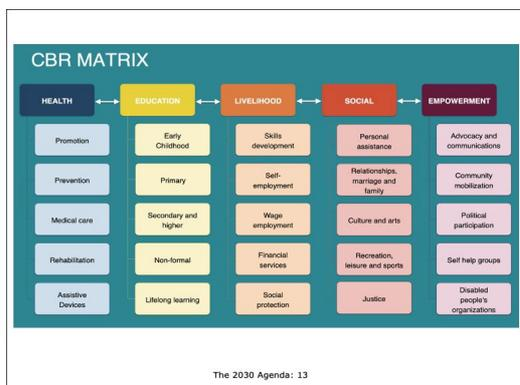 CBR MATRIX
HEALTH
EDUCATION
LIVELIHOOD
SOCIAL
EMPOWERMENT
Promotion
Early
Childhood
Skills
development
Personal
assistance
Advocacy and
communications
Prevention
Primary
Self-
employment
Relationships,
marriage and
family
Community
mobilization
Medical care
Secondary and
higher
Wage
employment
Culture and arts
Political
participation
Rehabilitation
Non-formal
Financial
services
Recreation,
leisure and sports
Self help groups
Assistive
Devices
Lifelong learning
Social
protection
Justice
Disabled
people's
organizations
The 2030 Agenda: 13